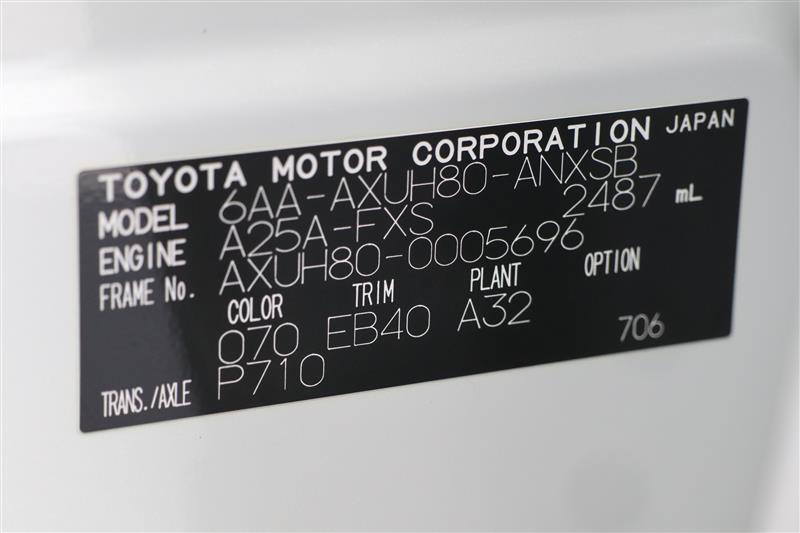 TOYOTA MOTOR CORPORATION JAPAN
MODEL 6AA-AXUH80-ANXSB
ENGINE A25A-FXS 2487 mL
FRAME No. AXUH80-0005696
COLOR TRIM PLANT OPTION
070 EB40 A32
TRANS./AXLE P710 706